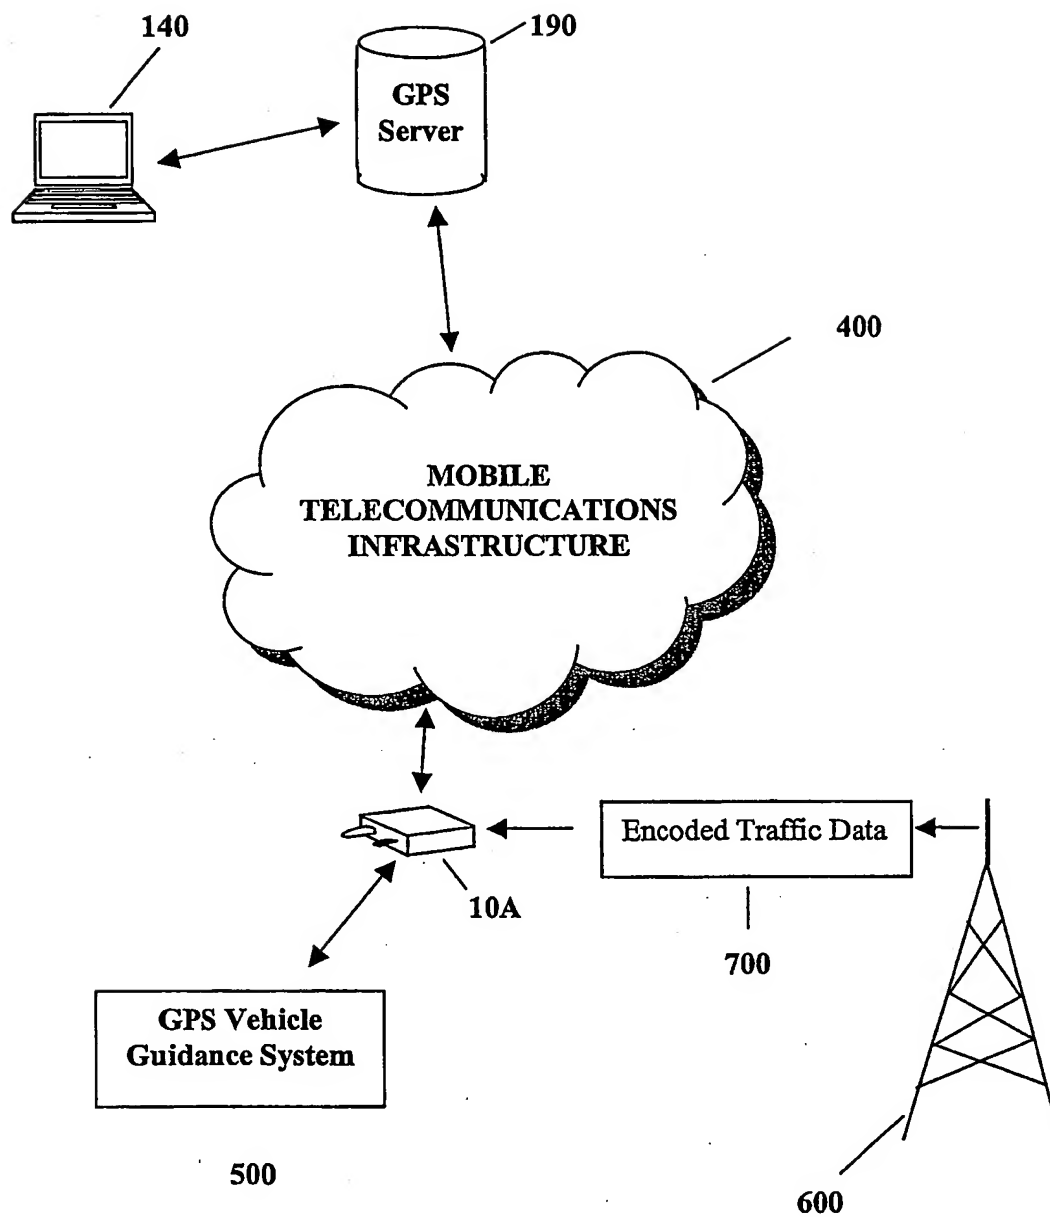 140
190
GPS
Server
400
MOBILE
TELECOMMUNICATIONS
INFRASTRUCTURE
Encoded Traffic Data
10A
700
GPS Vehicle
Guidance System
500
600